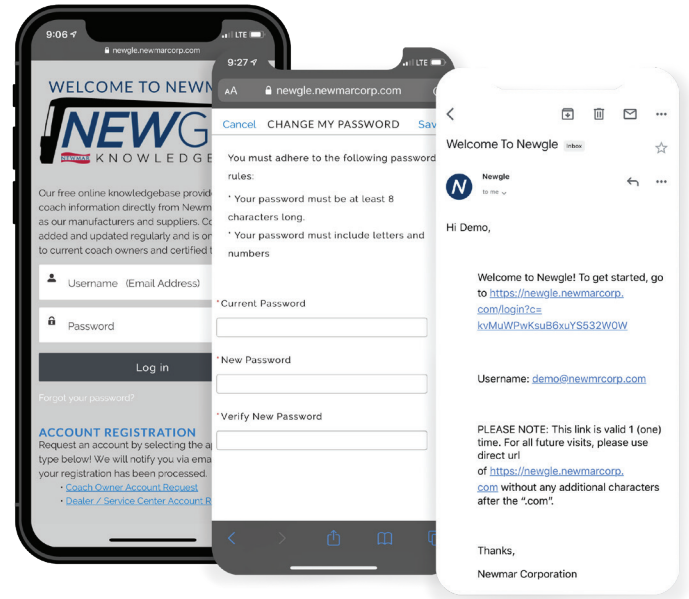 9:06
LTE
newgle.newmarcorp.com
WELCOME TO NEWM
NEWG
NEWMAR KNOWLEDGE
Our free online knowledgebase provide
coach information directly from Newm
as our manufacturers and suppliers. Co
added and updated regularly and is on
to current coach owners and certified
Username (Email Address)
Password
Log in
Forgot your password?
ACCOUNT REGISTRATION
Request an account by selecting the a
type below! We will notify you via ema
your registration has been processed.
• Coach Owner Account Request
• Dealer / Service Center Account R
9:27
LTE
AA
newgle.newmarcorp.com
Cancel CHANGE MY PASSWORD Sav
You must adhere to the following password
rules:
* Your password must be at least 8
characters long.
* Your password must include letters and
numbers
*Current Password
*New Password
*Verify New Password
Welcome To Newgle Inbox
N
Newgle
to me
Hi Demo,
Welcome to Newgle! To get started, go
to https://newgle.newmarcorp.
com/login?c=
kvMuWPwKsuB6xuYS532W0W
Username: demo@newmrcorp.com
PLEASE NOTE: This link is valid 1 (one)
time. For all future visits, please use
direct url
of https://newgle.newmarcorp.
com without any additional characters
after the “.com”.
Thanks,
Newmar Corporation